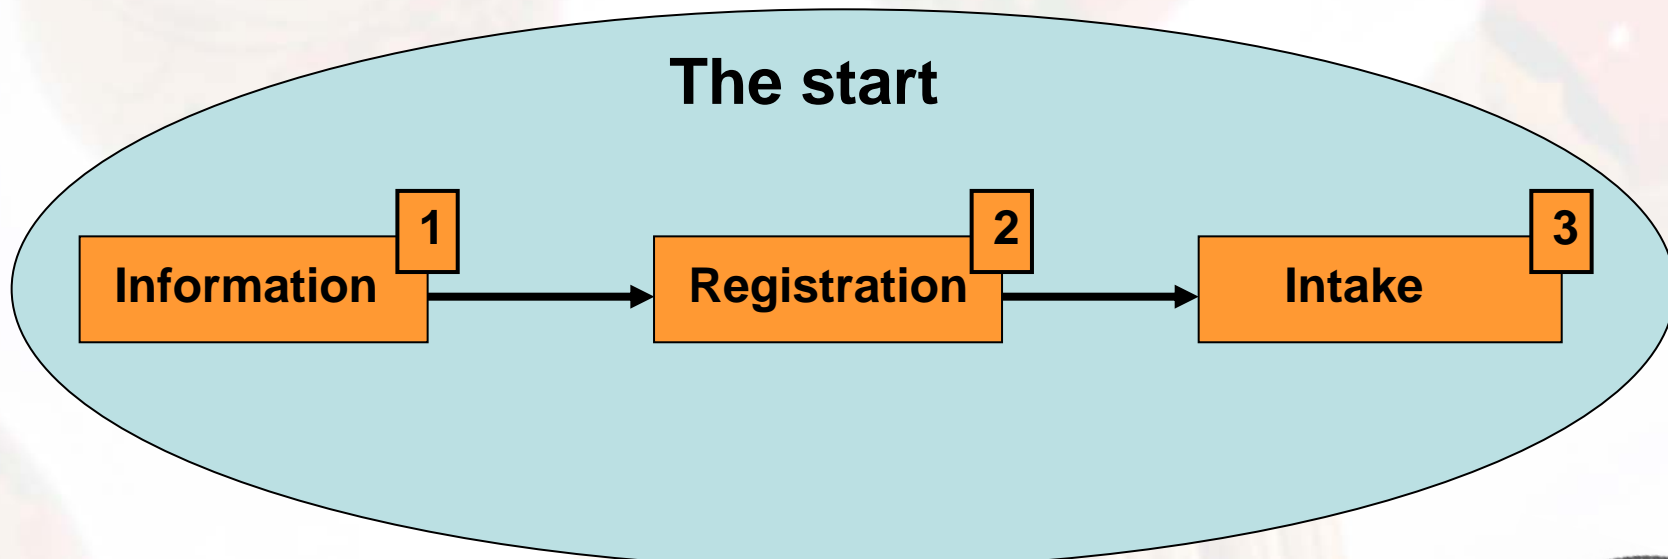 The start
1
Information
2
Registration
3
Intake